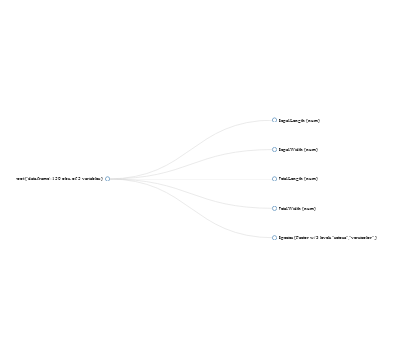 Sepal.Length (num)
Sepal.Width (num)
root ('data.frame': 150 obs. of 5 variables:)
Petal.Length (num)
Petal.Width (num)
Species (Factor w/ 3 levels "setosa","versicolor",)